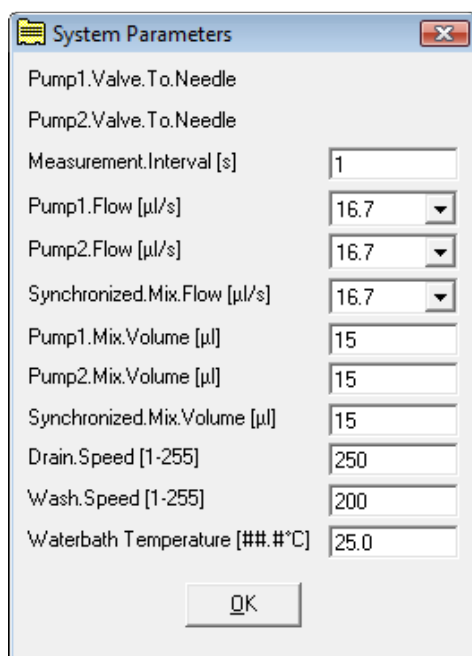 System Parameters
Pump1.Valve.To.Needle
Pump2.Valve.To.Needle
Measurement.Interval [s] 1
Pump1.Flow [µl/s] 16.7
Pump2.Flow [µl/s] 16.7
Synchronized.Mix.Flow [µl/s] 16.7
Pump1.Mix.Volume [µl] 15
Pump2.Mix.Volume [µl] 15
Synchronized.Mix.Volume [µl] 15
Drain.Speed [1-255] 250
Wash.Speed [1-255] 200
Waterbath Temperature [##.#°C] 25.0
OK